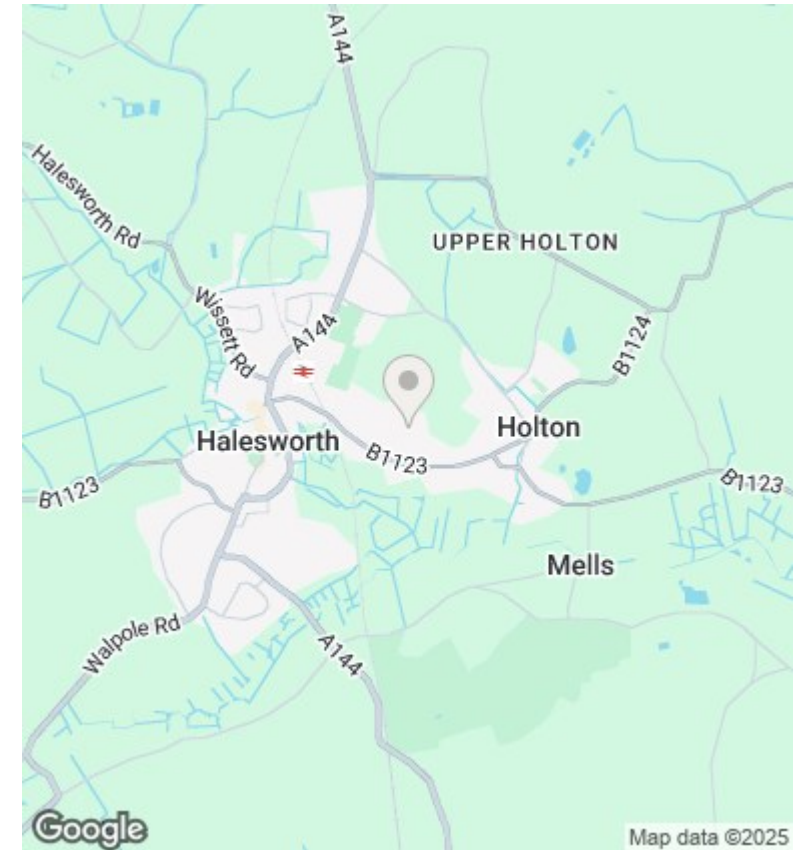 A144
Halesworth Rd
UPPER HOLTON
Wissett Rd
A144
B1124
Halesworth
Holton
B1123
B1123
B1123
Mells
Walpole Rd
A144
Google
Map data ©2025